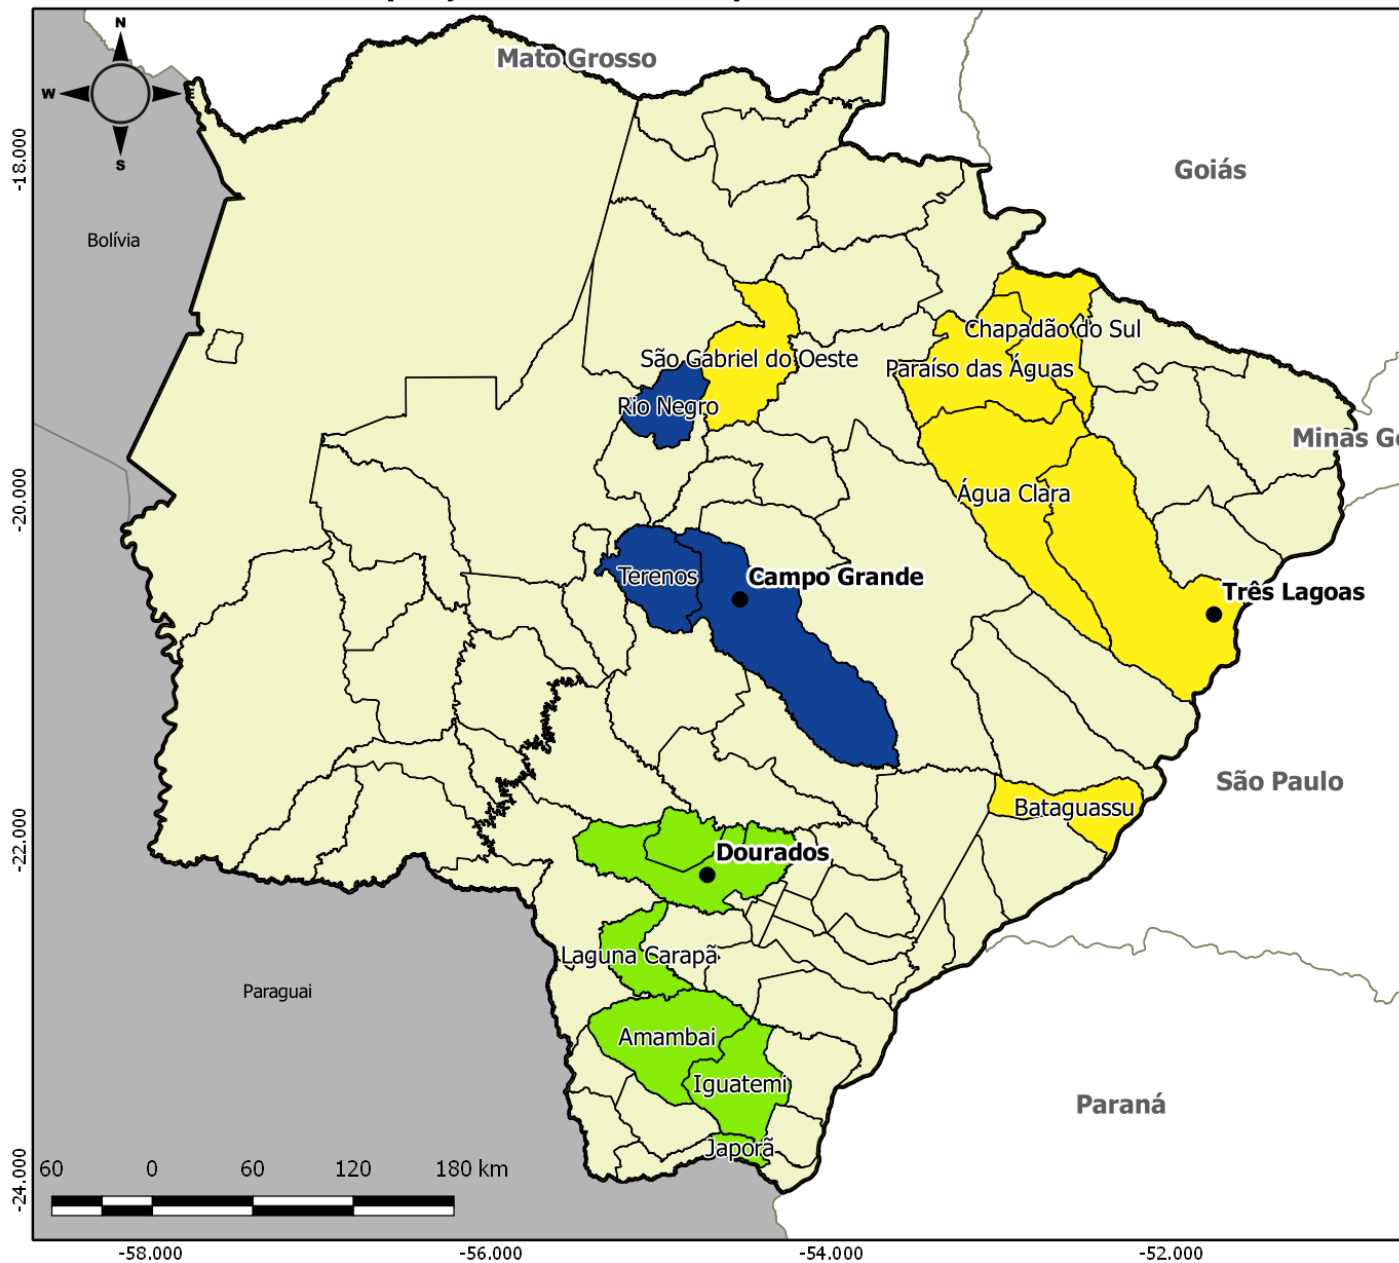 N
W
E
S
Mato Grosso
Goiás
Bolívia
Chapadão do Sul
São Gabriel do Oeste
Paraíso das Águas
Rio Negro
Minas Ge
Água Clara
Terenos
Campo Grande
Três Lagoas
São Paulo
Bataguassu
Dourados
Laguna Carapã
Paraguai
Amambai
Iguatemi
Paraná
Japorã
60 0 60 120 180 km
-18.000
-20.000
-22.000
-24.000
-58.000 -56.000 -54.000 -52.000